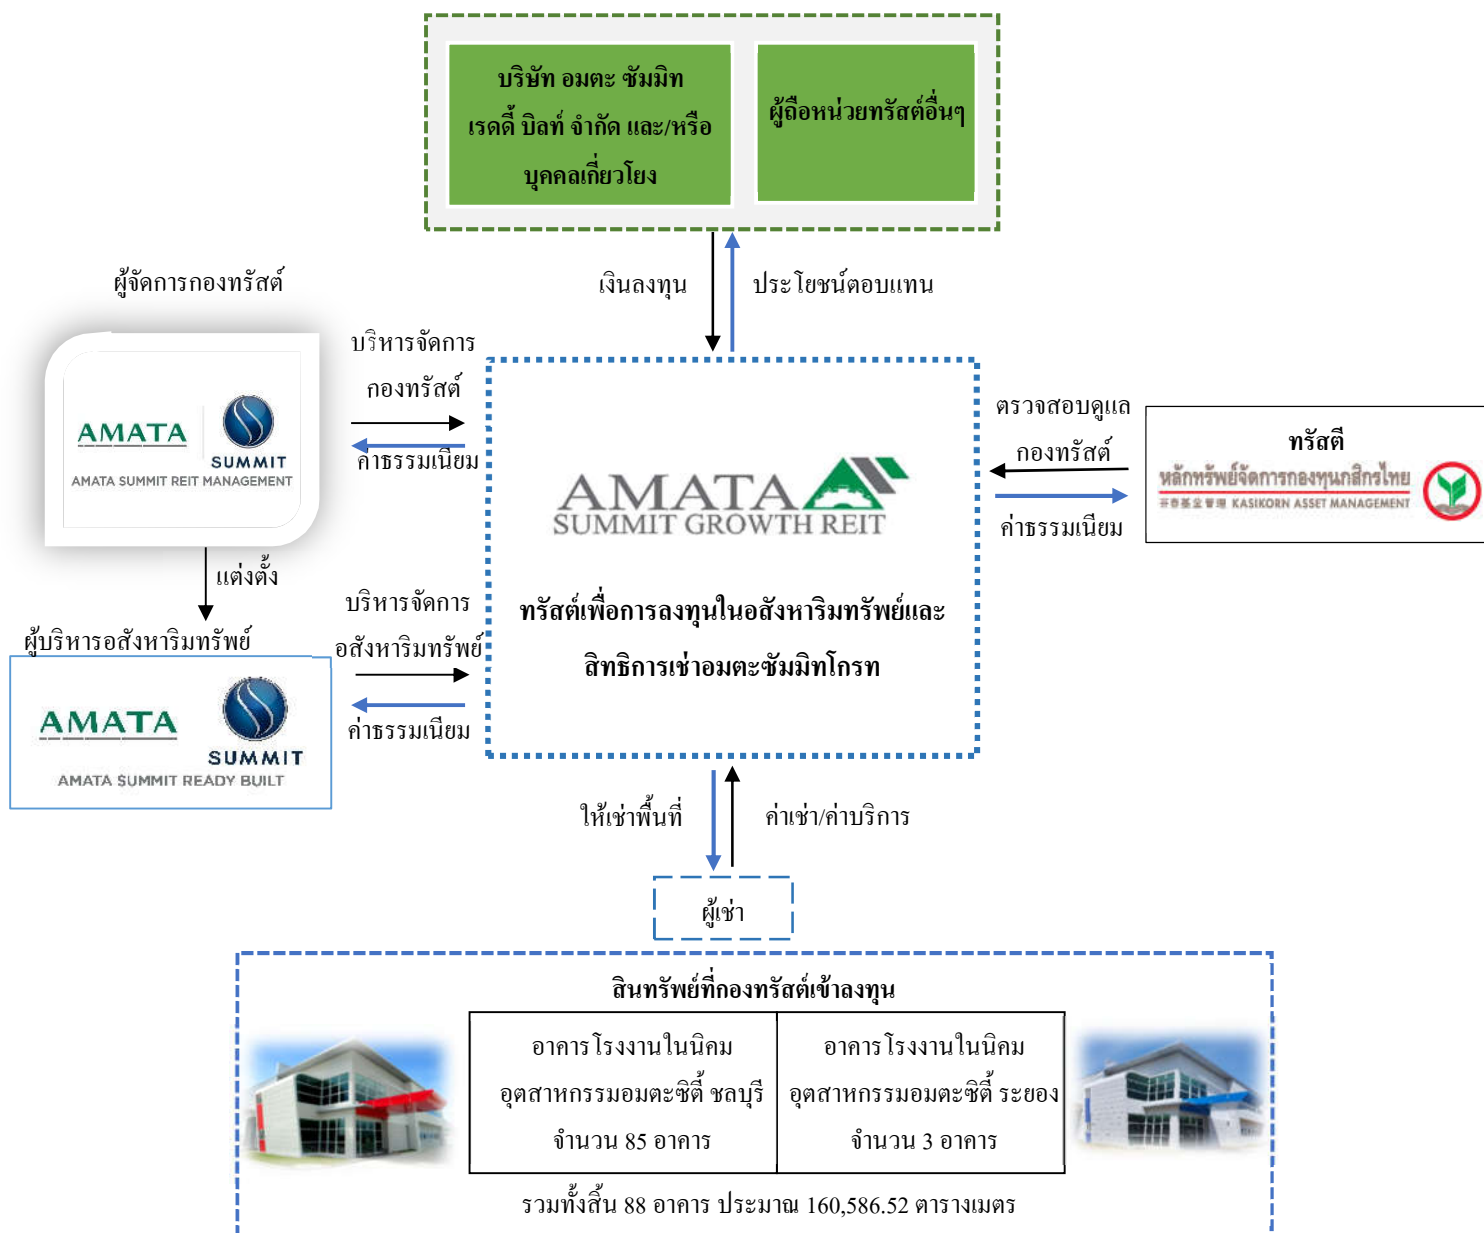 บริษัท อมตะ ซัมมิท
เรดดี้ บิลท์ จำกัด และ/หรือ
บุคคลเกี่ยวโยง
ผู้ถือหน่วยทรัสต์อื่นๆ
เงินลงทุน
ประโยชน์ตอบแทน
ผู้จัดการกองทรัสต์
AMATA
SUMMIT
AMATA SUMMIT REIT MANAGEMENT
บริหารจัดการ
กองทรัสต์
ค่าธรรมเนียม
AMATA
SUMMIT GROWTH REIT
ทรัสต์เพื่อการลงทุนในอสังหาริมทรัพย์และ
สิทธิการเช่าอมตะซัมมิทโกรท
ตรวจสอบดูแล
กองทรัสต์
ค่าธรรมเนียม
ทรัสตี
หลักทรัพย์จัดการกองทุนกสิกรไทย
开泰基金管理 KASIKORN ASSET MANAGEMENT
แต่งตั้ง
ผู้บริหารอสังหาริมทรัพย์
AMATA
SUMMIT
AMATA SUMMIT READY BUILT
บริหารจัดการ
อสังหาริมทรัพย์
ค่าธรรมเนียม
ให้เช่าพื้นที่
ค่าเช่า/ค่าบริการ
ผู้เช่า
สินทรัพย์ที่กองทรัสต์เข้าลงทุน
อาคารโรงงานในนิคม
อุตสาหกรรมอมตะซิตี้ ชลบุรี
จำนวน 85 อาคาร
อาคารโรงงานในนิคม
อุตสาหกรรมอมตะซิตี้ ระยอง
จำนวน 3 อาคาร
รวมทั้งสิ้น 88 อาคาร ประมาณ 160,586.52 ตารางเมตร